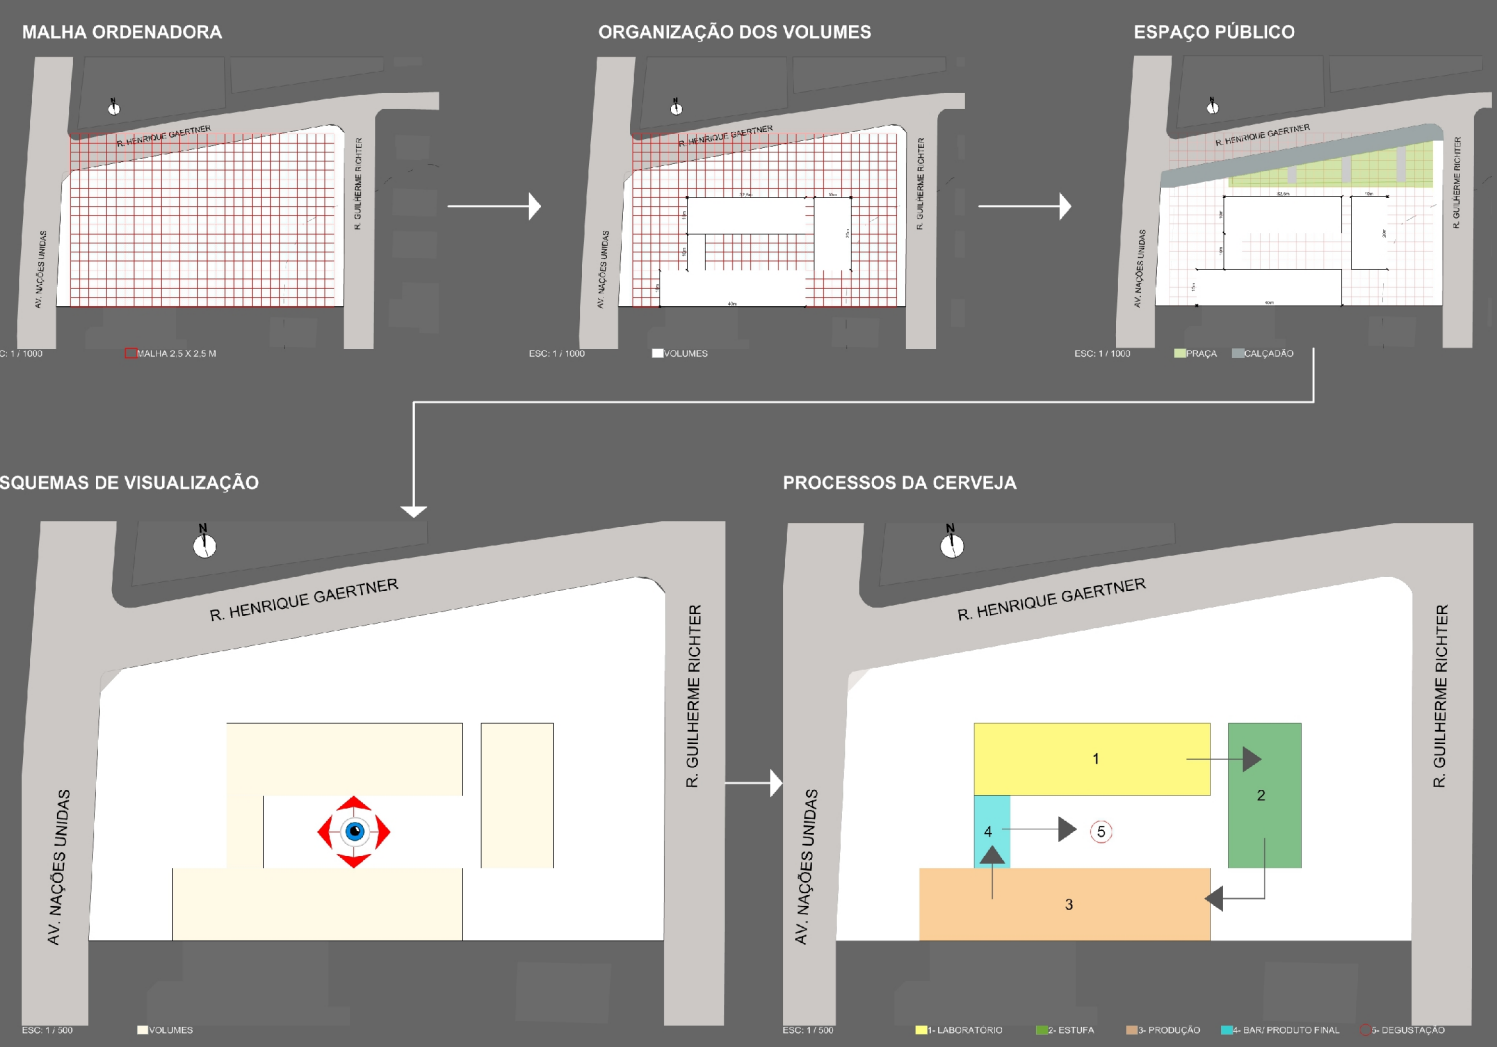 MALHA ORDENADORA
ORGANIZAÇÃO DOS VOLUMES
ESPAÇO PÚBLICO
N
R. HENRIQUE GAERTNER
R. GUILHERME RICHTER
AV. NAÇÕES UNIDAS
C: 1 / 1000
MALHA 2.5 X 2.5 M
N
R. HENRIQUE GAERTNER
R. GUILHERME RICHTER
AV. NAÇÕES UNIDAS
40m
ESC: 1 / 1000
VOLUMES
N
R. HENRIQUE GAERTNER
R. GUILHERME RICHTER
AV. NAÇÕES UNIDAS
40m
ESC: 1 / 1000
PRAÇA
CALÇADÃO
SQUEMAS DE VISUALIZAÇÃO
PROCESSOS DA CERVEJA
N
R. HENRIQUE GAERTNER
R. GUILHERME RICHTER
AV. NAÇÕES UNIDAS
ESC: 1 / 500
VOLUMES
N
R. HENRIQUE GAERTNER
R. GUILHERME RICHTER
AV. NAÇÕES UNIDAS
1
2
4
5
3
ESC: 1 / 500
1- LABORATÓRIO
2- ESTUFA
3- PRODUÇÃO
4- BAR/ PRODUTO FINAL
5- DEGUSTAÇÃO